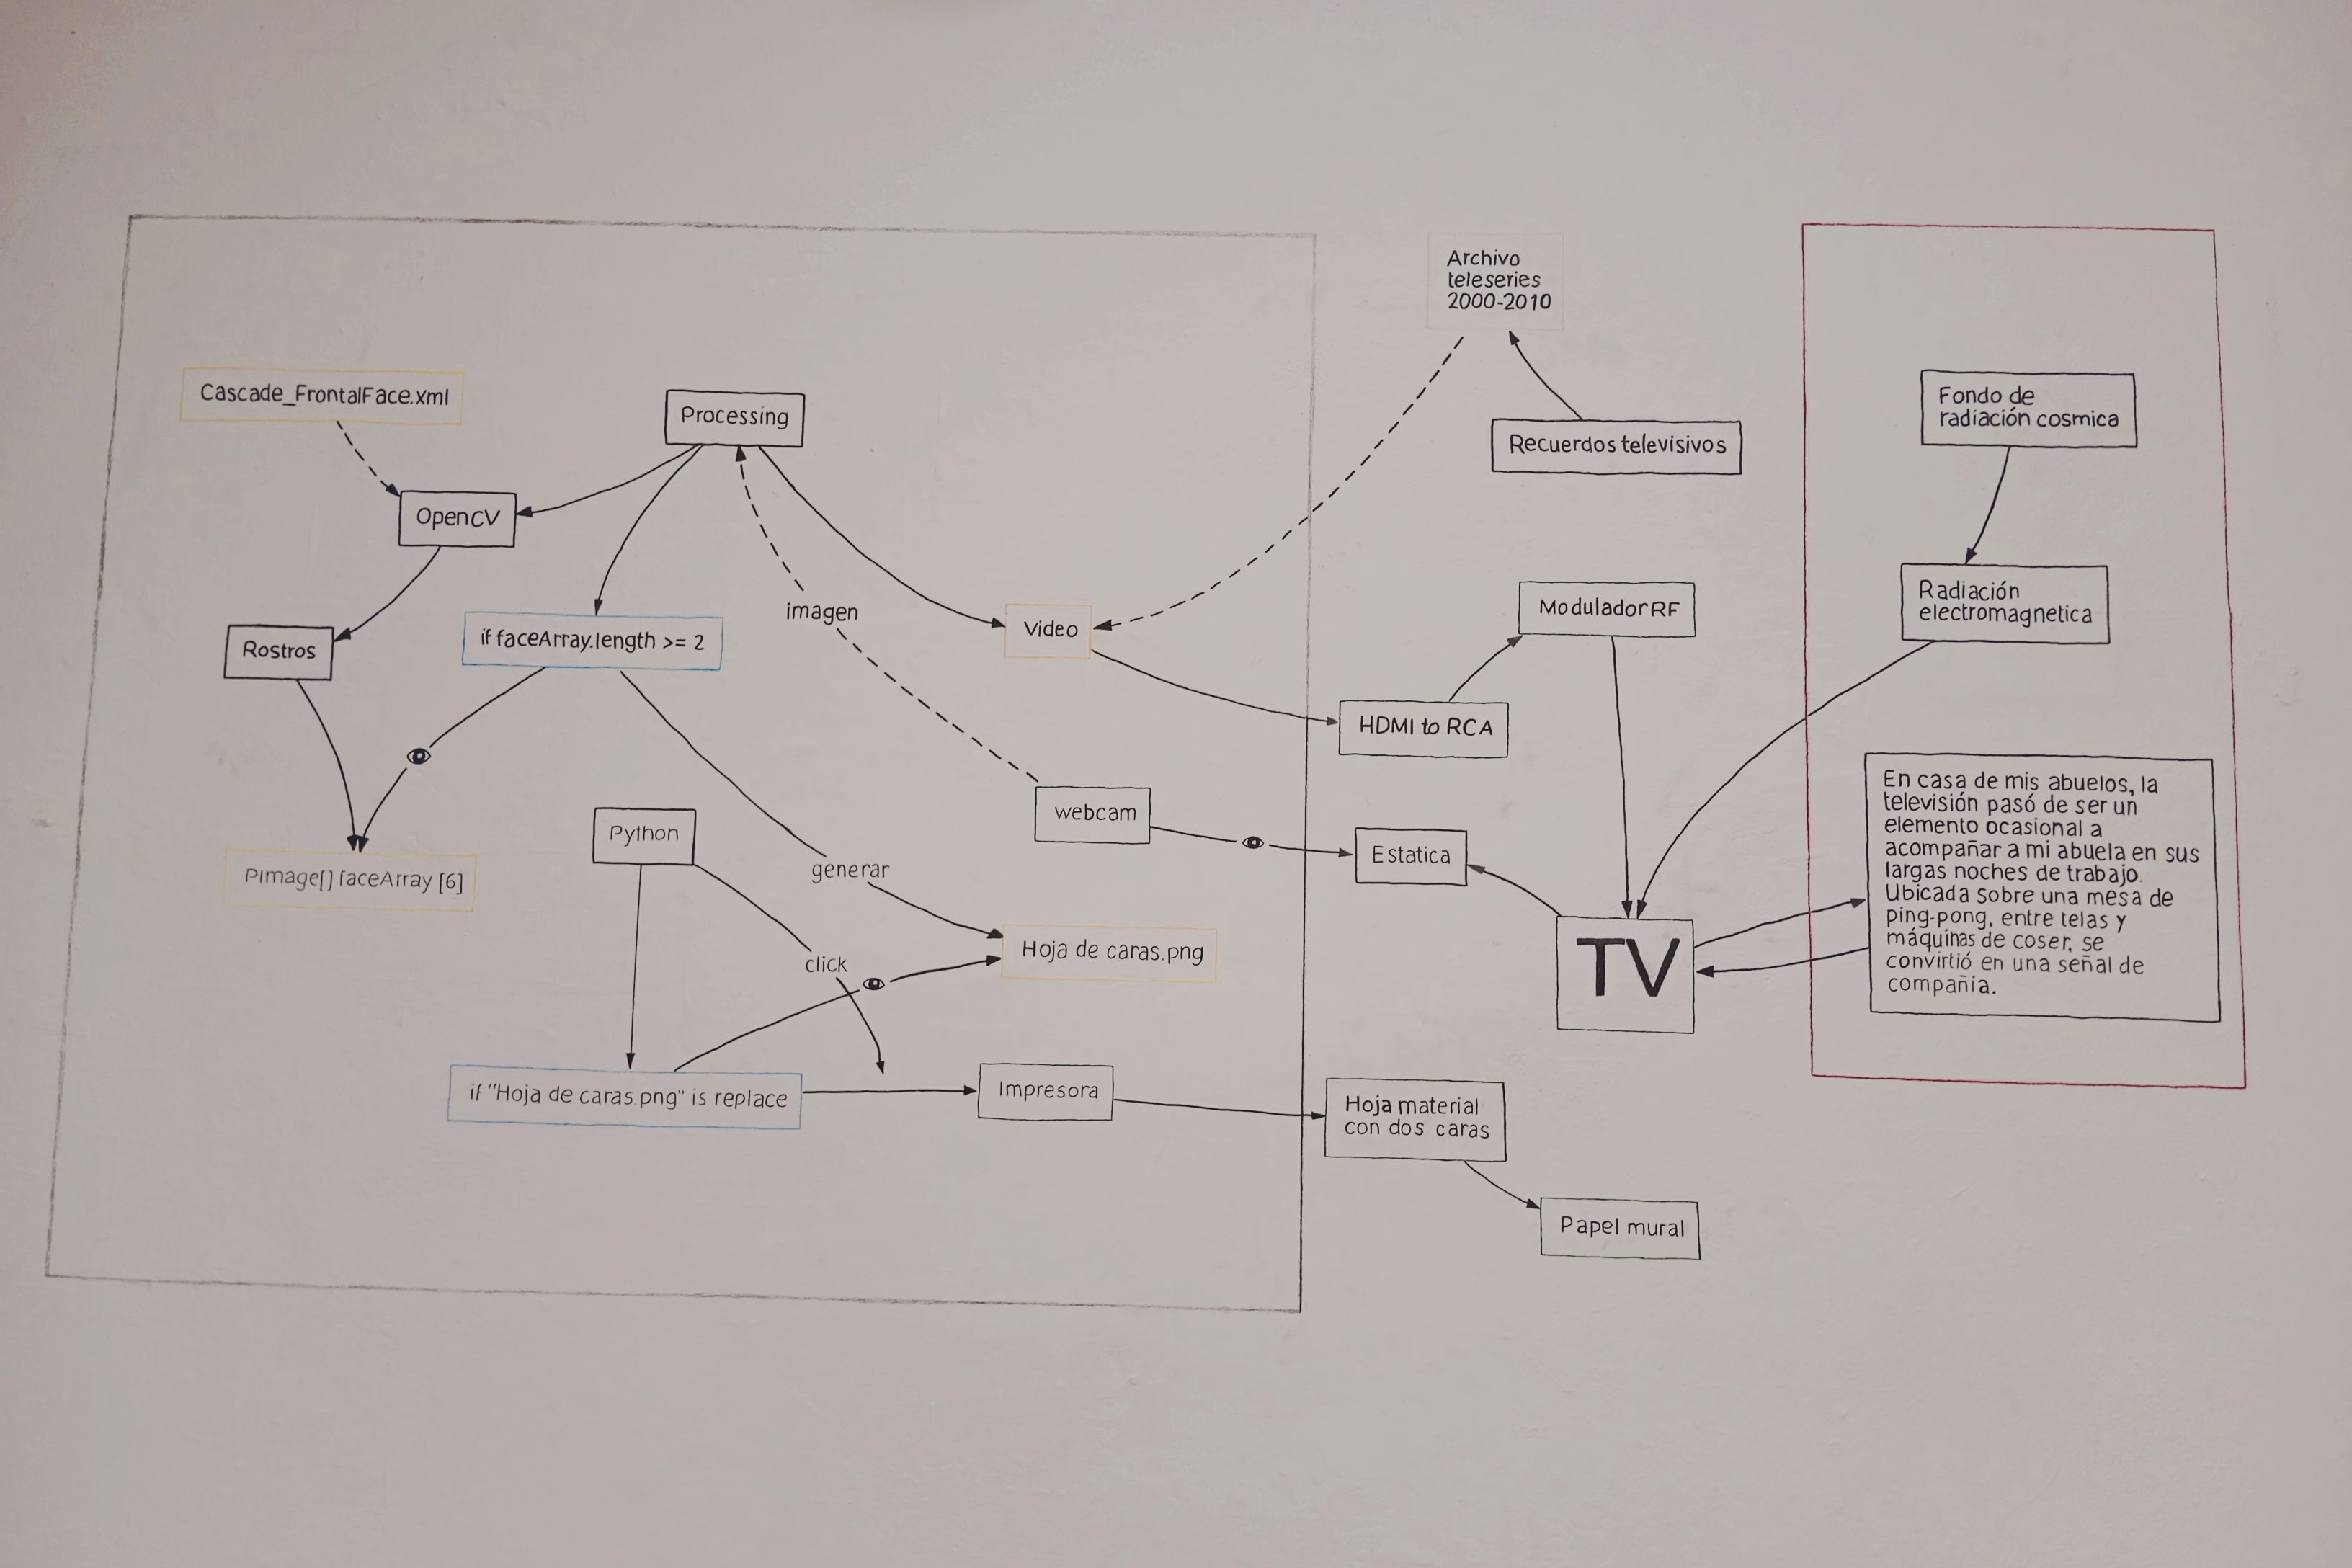 Archivo
teleseries
2000-2010
Cascade_FrontalFace.xml
Processing
Recuerdos televisivos
Fondo de
radiación cosmica
OpenCV
Rostros
if faceArray.length >= 2
imagen
Video
Modulador RF
Radiación
electromagnetica
HDMI to RCA
webcam
Estatica
Python
generar
PImage[] faceArray [6]
click
Hoja de caras.png
TV
En casa de mis abuelos, la
televisión pasó de ser un
elemento ocasional a
acompañar a mi abuela en sus
largas noches de trabajo.
Ubicada sobre una mesa de
ping-pong, entre telas y
máquinas de coser, se
convirtió en una señal de
compañia.
if "Hoja de caras.png" is replace
Impresora
Hoja material
con dos caras
Papel mural